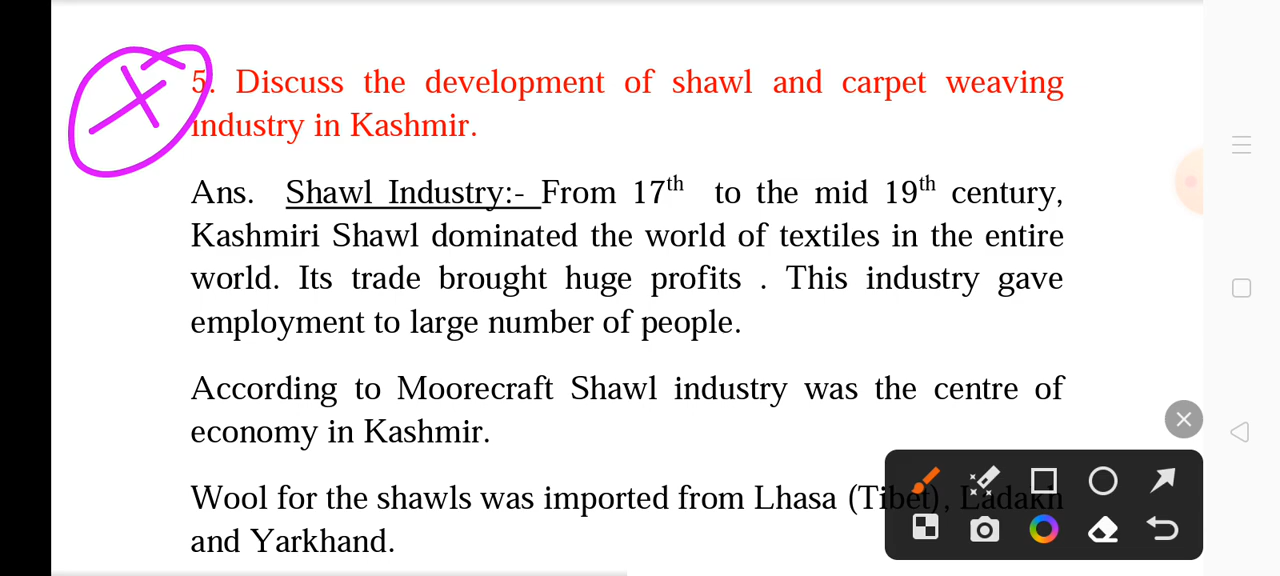 5. Discuss the development of shawl and carpet weaving
industry in Kashmir.
Ans. Shawl Industry:- From 17th to the mid 19th century,
Kashmiri Shawl dominated the world of textiles in the entire
world. Its trade brought huge profits . This industry gave
employment to large number of people.
According to Moorecraft Shawl industry was the centre of
economy in Kashmir.
Wool for the shawls was imported from Lhasa (Tibet), Ladakh
and Yarkhand.